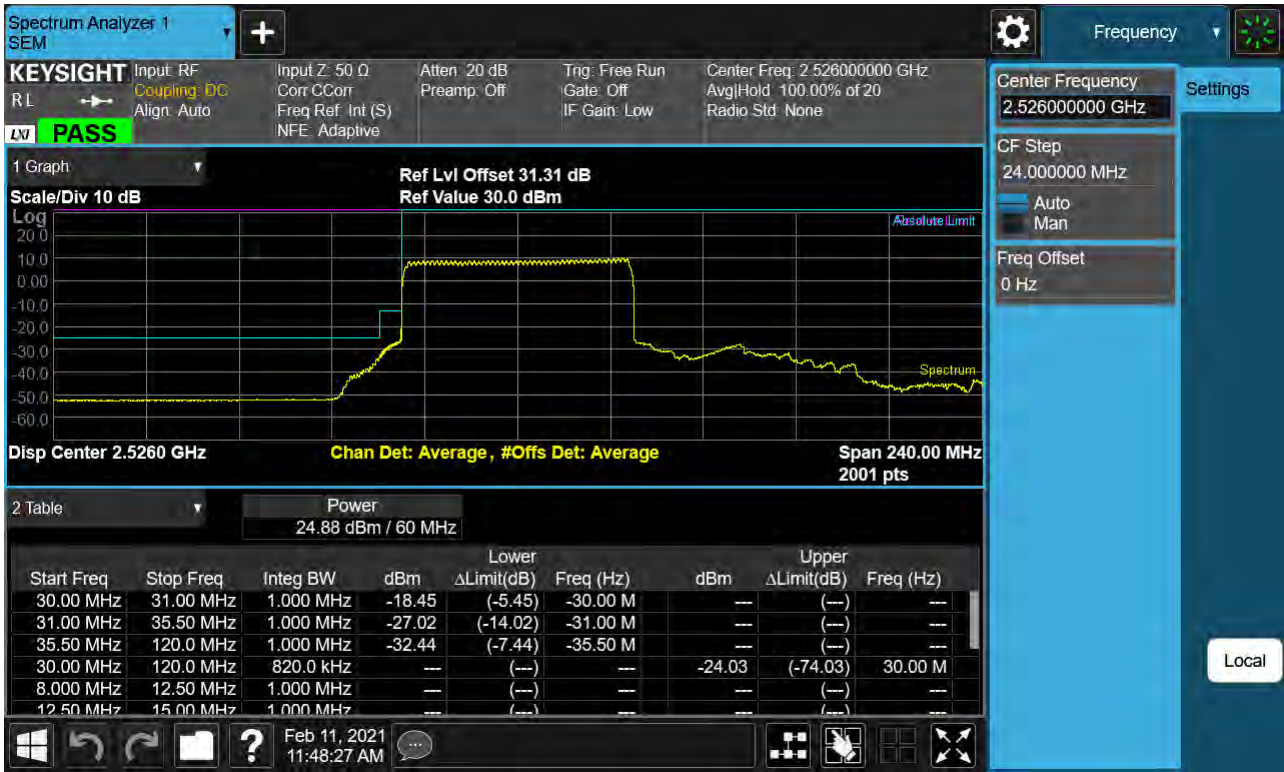 Spectrum Analyzer 1
SEM
Frequency
KEYSIGHT
RL
LXI PASS
Input: RF
Coupling: DC
Align: Auto
Input Z: 50 Ω
Corr CCorr
Freq Ref: Int (S)
NFE: Adaptive
Atten: 20 dB
Preamp: Off
Trig: Free Run
Gate: Off
IF Gain: Low
Center Freq: 2.526000000 GHz
Avg|Hold: 100.00% of 20
Radio Std: None
Center Frequency
2.526000000 GHz
Settings
CF Step
24.000000 MHz
Auto
Man
Freq Offset
0 Hz
Local
1 Graph
Scale/Div 10 dB
Ref Lvl Offset 31.31 dB
Ref Value 30.0 dBm
Log
20.0
10.0
0.00
-10.0
-20.0
-30.0
-40.0
-50.0
-60.0
Limit
Spectrum
Disp Center 2.5260 GHz
Chan Det: Average, #Offs Det: Average
Span 240.00 MHz
2001 pts
2 Table
Power
24.88 dBm / 60 MHz
Lower Upper
Start Freq Stop Freq Integ BW dBm ΔLimit(dB) Freq (Hz) dBm ΔLimit(dB) Freq (Hz)
30.00 MHz 31.00 MHz 1.000 MHz -18.45 (-5.45) -30.00 M --- (---) ---
31.00 MHz 35.50 MHz 1.000 MHz -27.02 (-14.02) -31.00 M --- (---) ---
35.50 MHz 120.0 MHz 1.000 MHz -32.44 (-7.44) -35.50 M --- (---) ---
30.00 MHz 120.0 MHz 820.0 kHz --- (---) --- -24.03 (-74.03) 30.00 M
8.000 MHz 12.50 MHz 1.000 MHz --- (---) --- --- (---) ---
12.50 MHz 15.00 MHz 1.000 MHz --- (---) --- --- (---) ---
?
Feb 11, 2021
11:48:27 AM